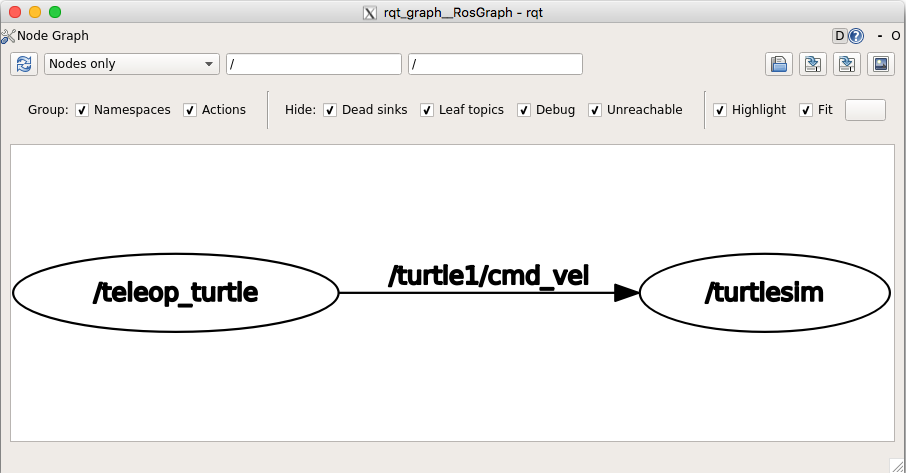 rqt_graph__RosGraph - rqt
Node Graph D ? - O
Nodes only / /
Group: Namespaces Actions Hide: Dead sinks Leaf topics Debug Unreachable Highlight Fit
/turtle1/cmd_vel
/teleop_turtle /turtlesim